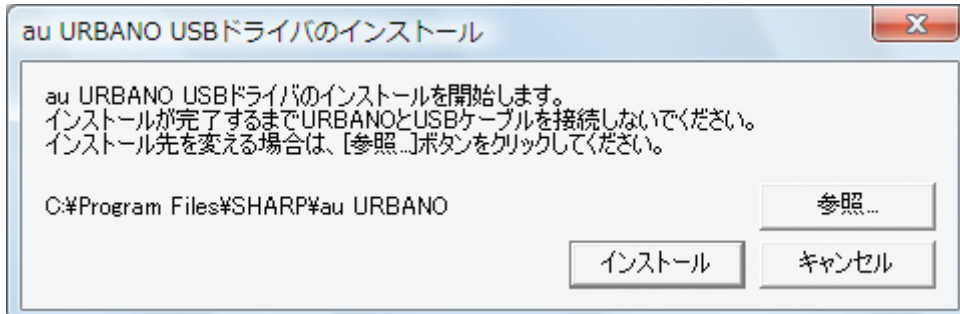 au URBANO USBドライバのインストール
au URBANO USBドライバのインストールを開始します。
インストールが完了するまでURBANOとUSBケーブルを接続しないでください。
インストール先を変える場合は、[参照...]ボタンをクリックしてください。
C:¥Program Files¥SHARP¥au URBANO
参照...
インストール
キャンセル